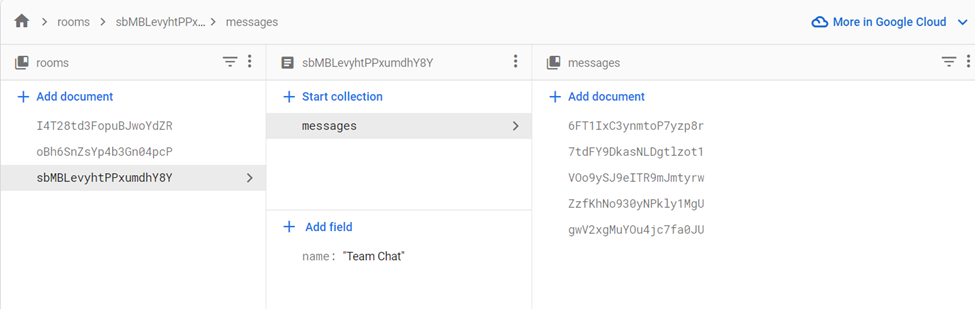 rooms sbMBLevyhtPPx... messages More in Google Cloud
rooms
Add document
I4T28td3FopuBJwoYdZR
oBh6SnZsYp4b3Gn04pcP
sbMBLevyhtPPxumdhY8Y
sbMBLevyhtPPxumdhY8Y
Start collection
messages
Add field
name: "Team Chat"
messages
Add document
6FT1IxC3ynmtoP7yzp8r
7tdFY9DkasNLDgtlzot1
VOo9ySJ9eITR9mJmtyrw
ZzfKhNo930yNPkly1MgU
gwV2xgMuYOu4jc7fa0JU